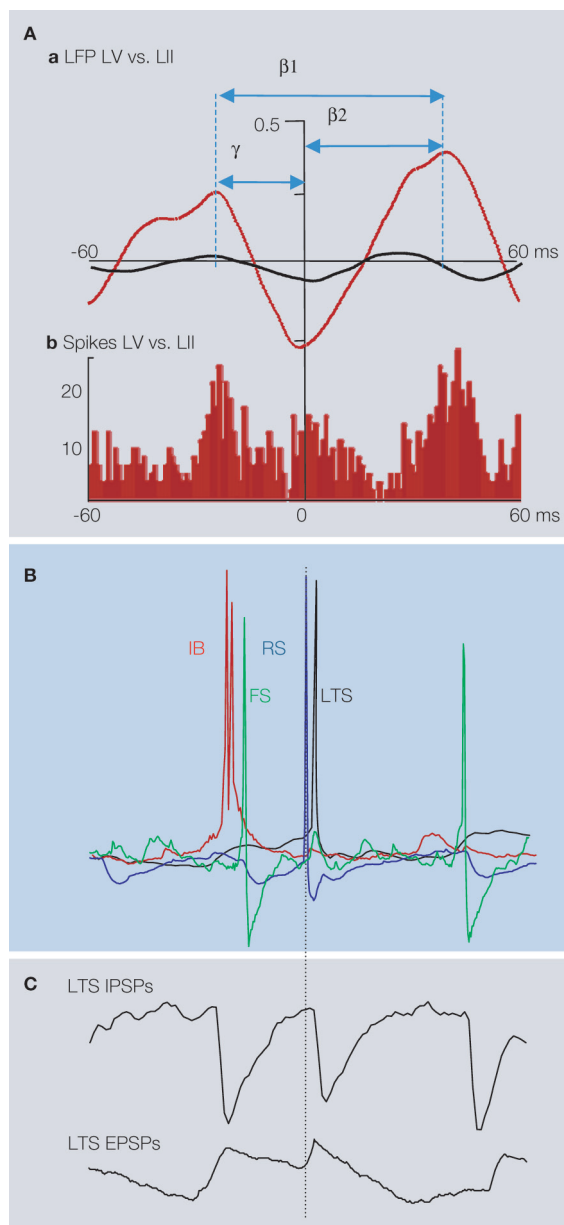 A
a LFP LV vs. LII
β1
0.5
β2
γ
-60
60 ms
b Spikes LV vs. LII
20
10
-60
0
60 ms
B
IB
RS
FS
LTS
C
LTS IPSPs
LTS EPSPs